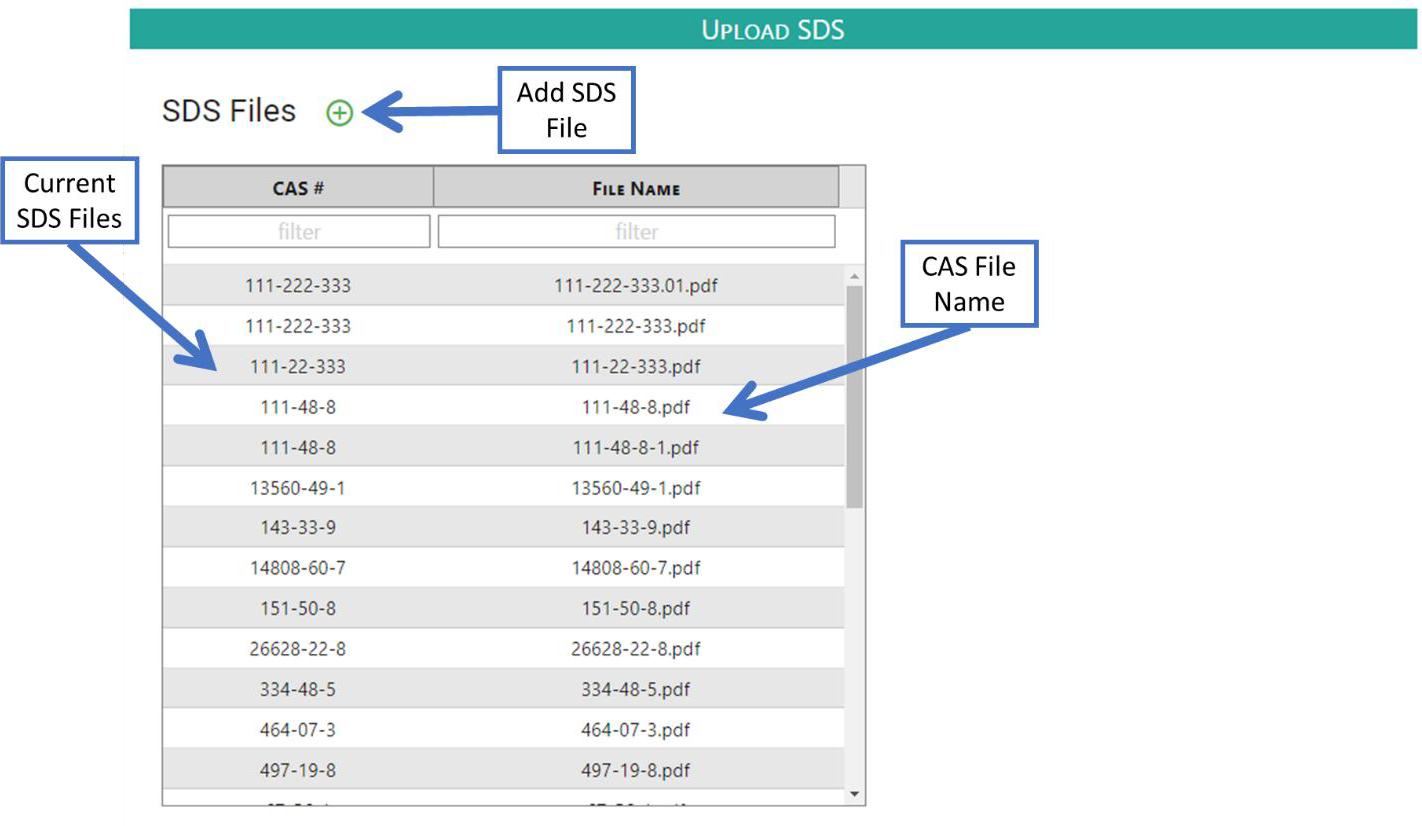 UPLOAD SDS
SDS Files
Add SDS
File
Current
SDS Files
CAS # FILE NAME
filter filter
111-222-333 111-222-333.01.pdf
111-222-333 111-222-333.pdf
111-22-333 111-22-333.pdf
CAS File
Name
111-48-8 111-48-8.pdf
111-48-8 111-48-8-1.pdf
13560-49-1 13560-49-1.pdf
143-33-9 143-33-9.pdf
14808-60-7 14808-60-7.pdf
151-50-8 151-50-8.pdf
26628-22-8 26628-22-8.pdf
334-48-5 334-48-5.pdf
464-07-3 464-07-3.pdf
497-19-8 497-19-8.pdf